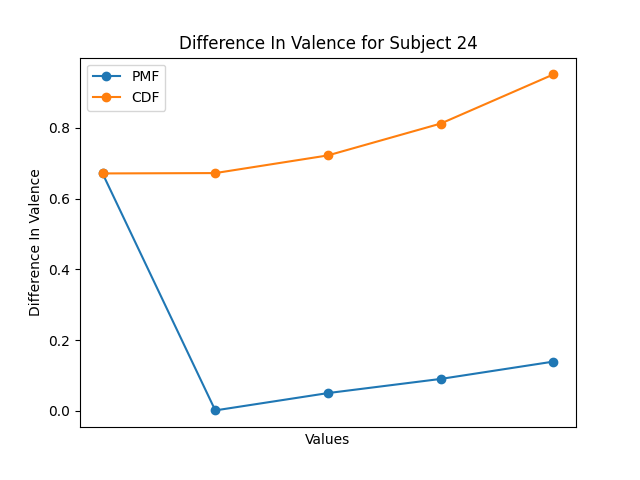 Difference In Valence for Subject 24
PMF
CDF
0.8
0.6
0.4
0.2
0.0
Difference In Valence
Values